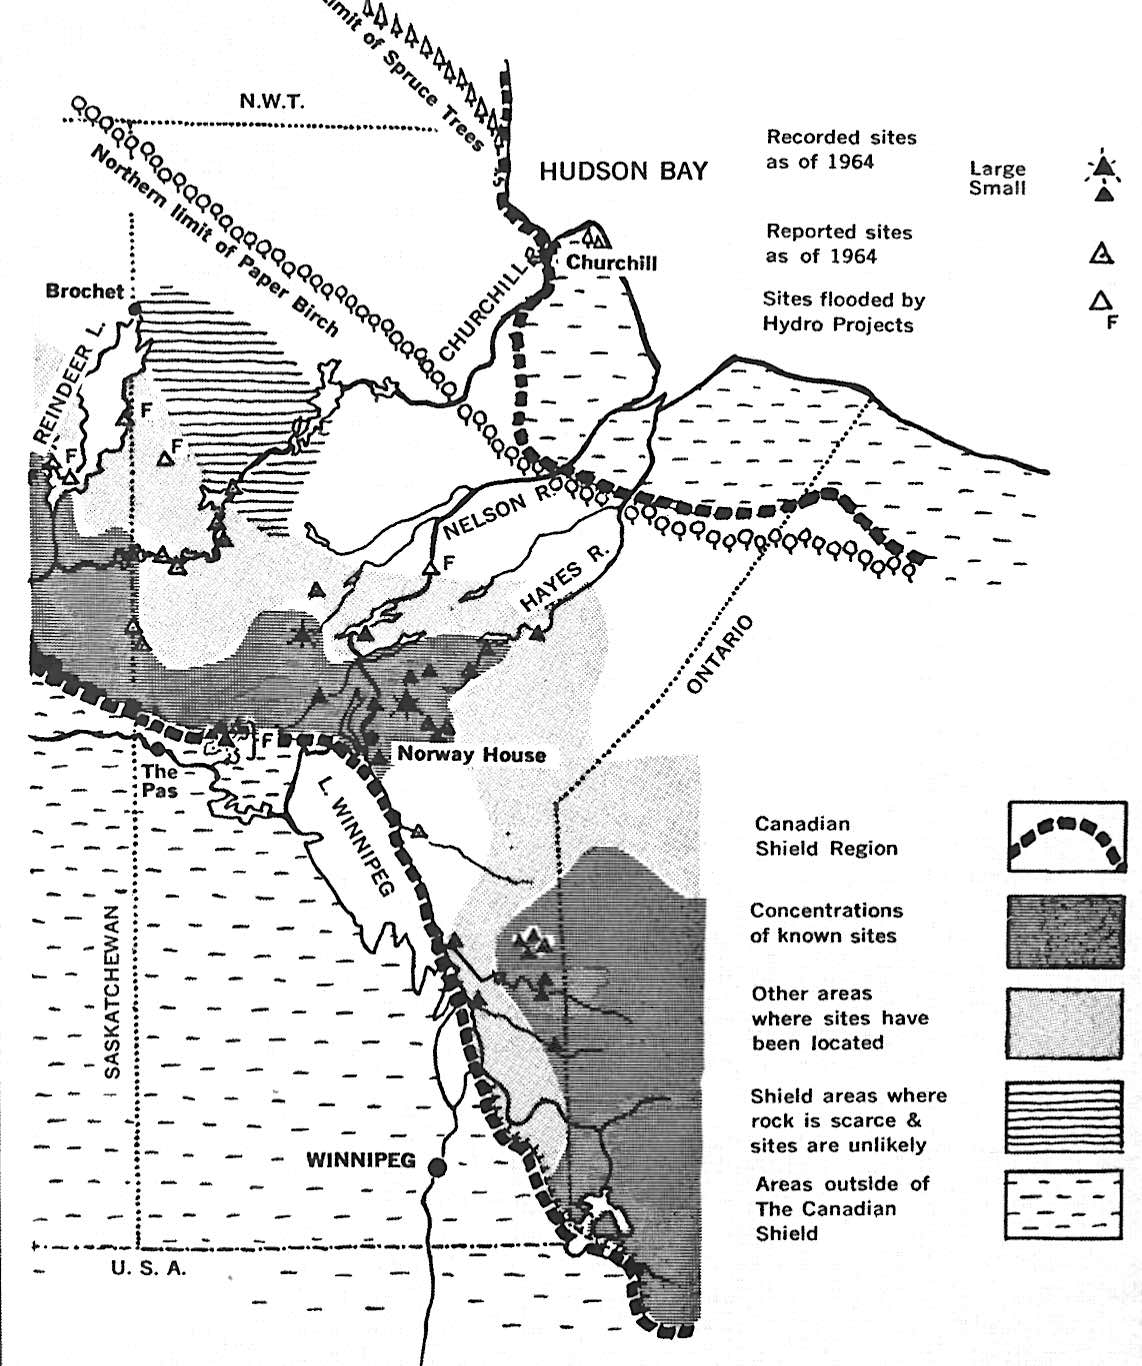 limit of Spruce Trees
N.W.T.
Northern limit of Paper Birch
HUDSON BAY
Recorded sites
as of 1964
Large
Small
Reported sites
as of 1964
Sites flooded by
Hydro Projects
F
Churchill
CHURCHILL R.
Brochet
REINDEER L.
F
F
F
NELSON R.
F
HAYES R.
ONTARIO
F
Norway House
The
Pas
L. WINNIPEG
SASKATCHEWAN
WINNIPEG
U. S. A.
Canadian
Shield Region
Concentrations
of known sites
Other areas
where sites have
been located
Shield areas where
rock is scarce &
sites are unlikely
Areas outside of
The Canadian
Shield